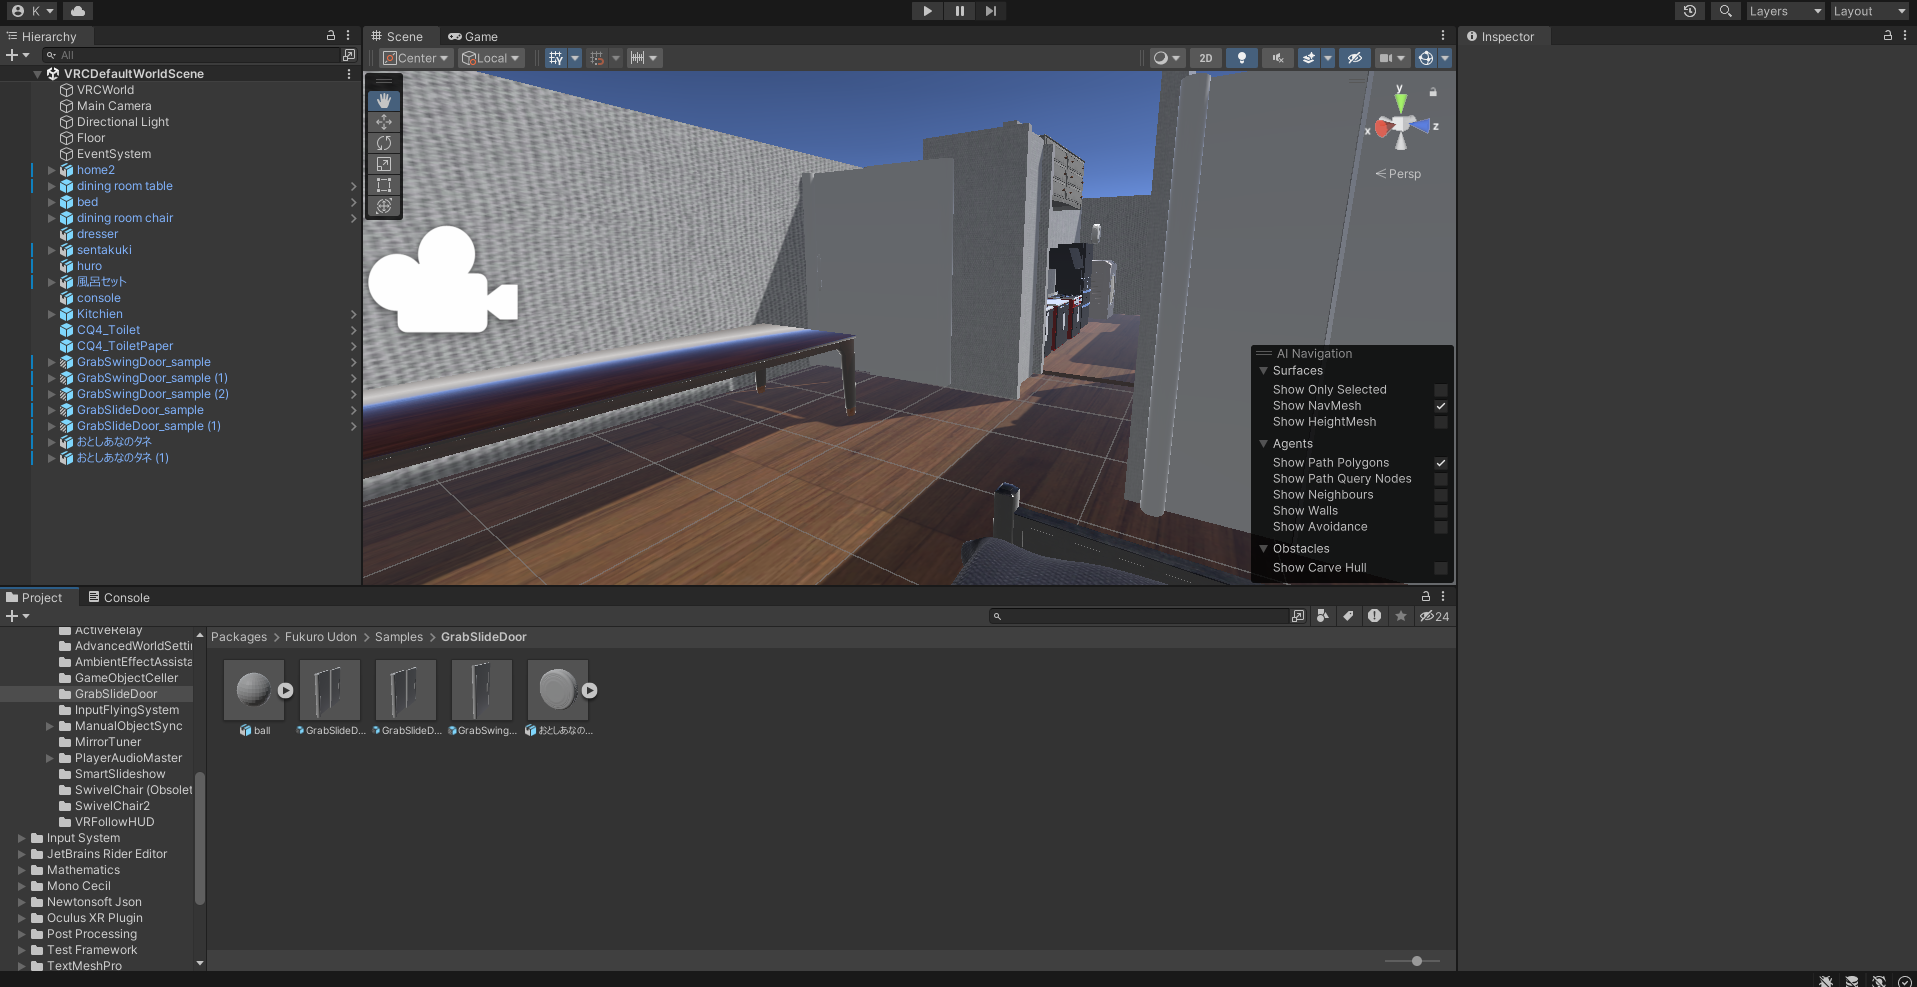 K
Layers
Layout
Hierarchy
Scene
Game
Inspector
All
Center
Local
2D
VRCDefaultWorldScene
VRCWorld
Main Camera
Directional Light
Floor
EventSystem
home2
dining room table
bed
dining room chair
dresser
sentakuki
huro
風呂セット
console
Kitchien
CQ4_Toilet
CQ4_ToiletPaper
GrabSwingDoor_sample
GrabSwingDoor_sample (1)
GrabSwingDoor_sample (2)
GrabSlideDoor_sample
GrabSlideDoor_sample (1)
おとしあなのタネ
おとしあなのタネ (1)
y
x
z
Persp
AI Navigation
Surfaces
Show Only Selected
Show NavMesh
Show HeightMesh
Agents
Show Path Polygons
Show Path Query Nodes
Show Neighbours
Show Walls
Show Avoidance
Obstacles
Show Carve Hull
Project
Console
24
ActiveRelay
AdvancedWorldSettin
AmbientEffectAssista
GameObjectCeller
GrabSlideDoor
InputFlyingSystem
ManualObjectSync
MirrorTuner
PlayerAudioMaster
SmartSlideshow
SwivelChair (Obsolet
SwivelChair2
VRFollowHUD
Input System
JetBrains Rider Editor
Mathematics
Mono Cecil
Newtonsoft Json
Oculus XR Plugin
Post Processing
Test Framework
TextMeshPro
Packages > Fukuro Udon > Samples > GrabSlideDoor
ball
GrabSlideD...
GrabSlideD...
GrabSwing...
おとしあなの...